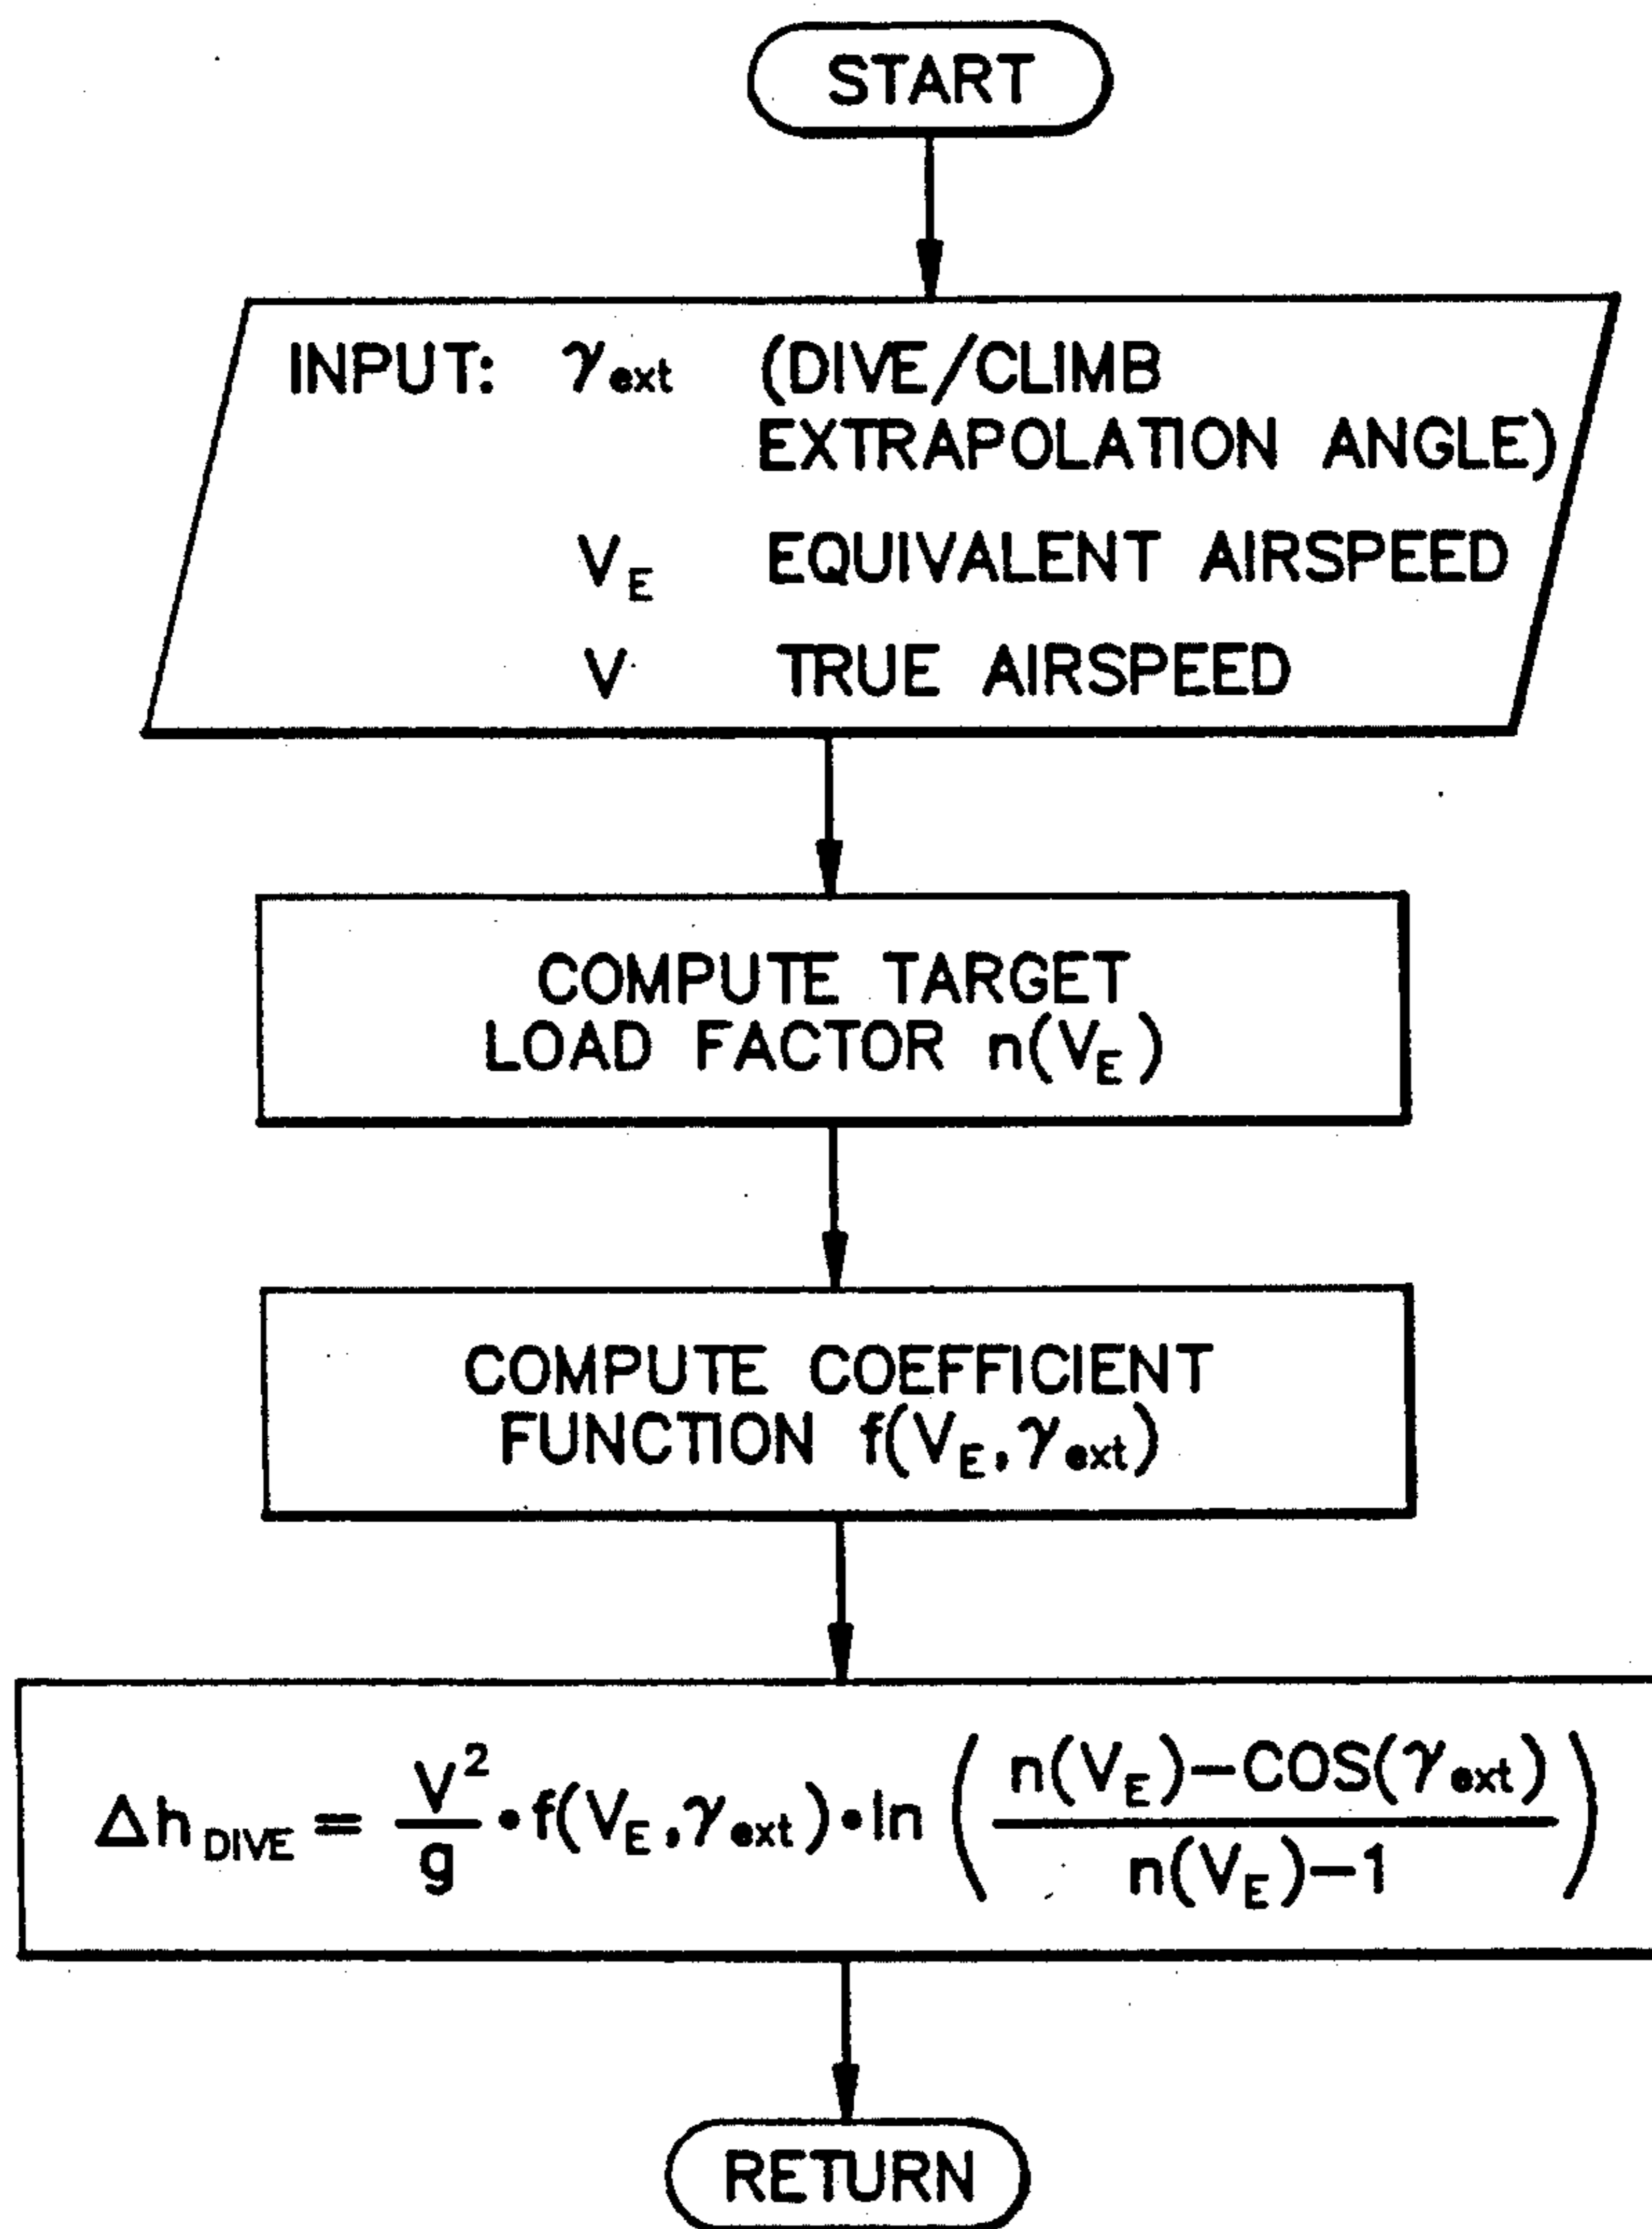 START
INPUT: γext (DIVE/CLIMB
EXTRAPOLATION ANGLE)
VE EQUIVALENT AIRSPEED
V TRUE AIRSPEED
COMPUTE TARGET
LOAD FACTOR n(VE)
COMPUTE COEFFICIENT
FUNCTION f(VE,γext)
Δh DIVE = V²/g •f(VE,γext)•ln ( n(VE)−COS(γext) / n(VE)−1 )
RETURN